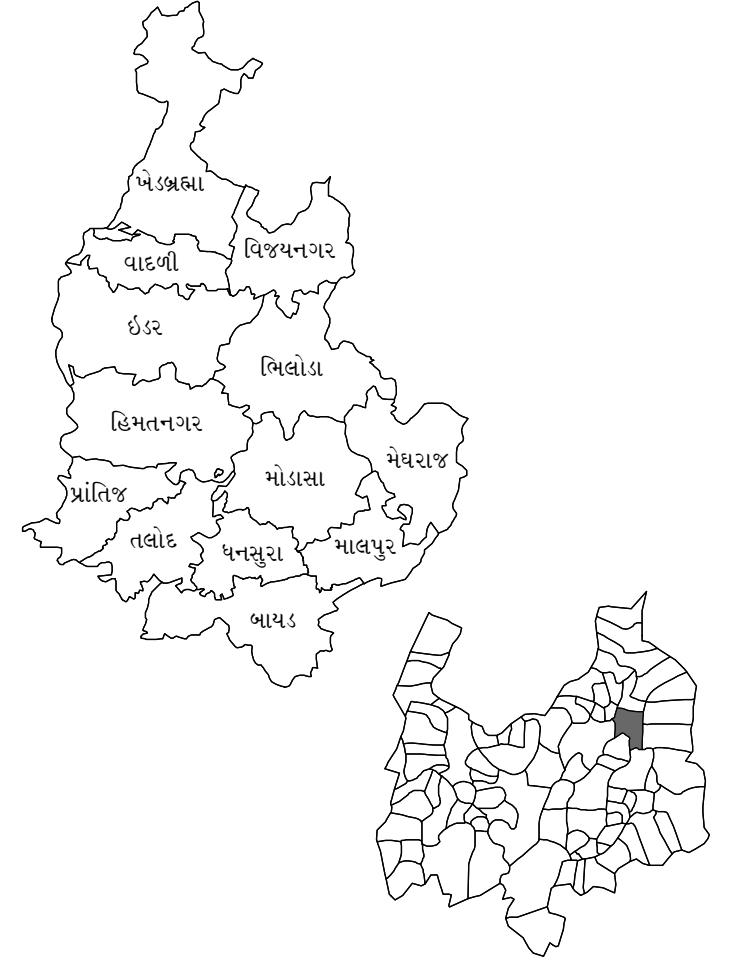 ખેડબ્રહ્મા
વિજયનગર
વાદળી
ઇડર
ભિલોડા
હિમતનગર
મેઘરાજ
મોડાસા
પ્રાંતિજ
તલોદ
ધનસુરા
માલપુર
બાયડ